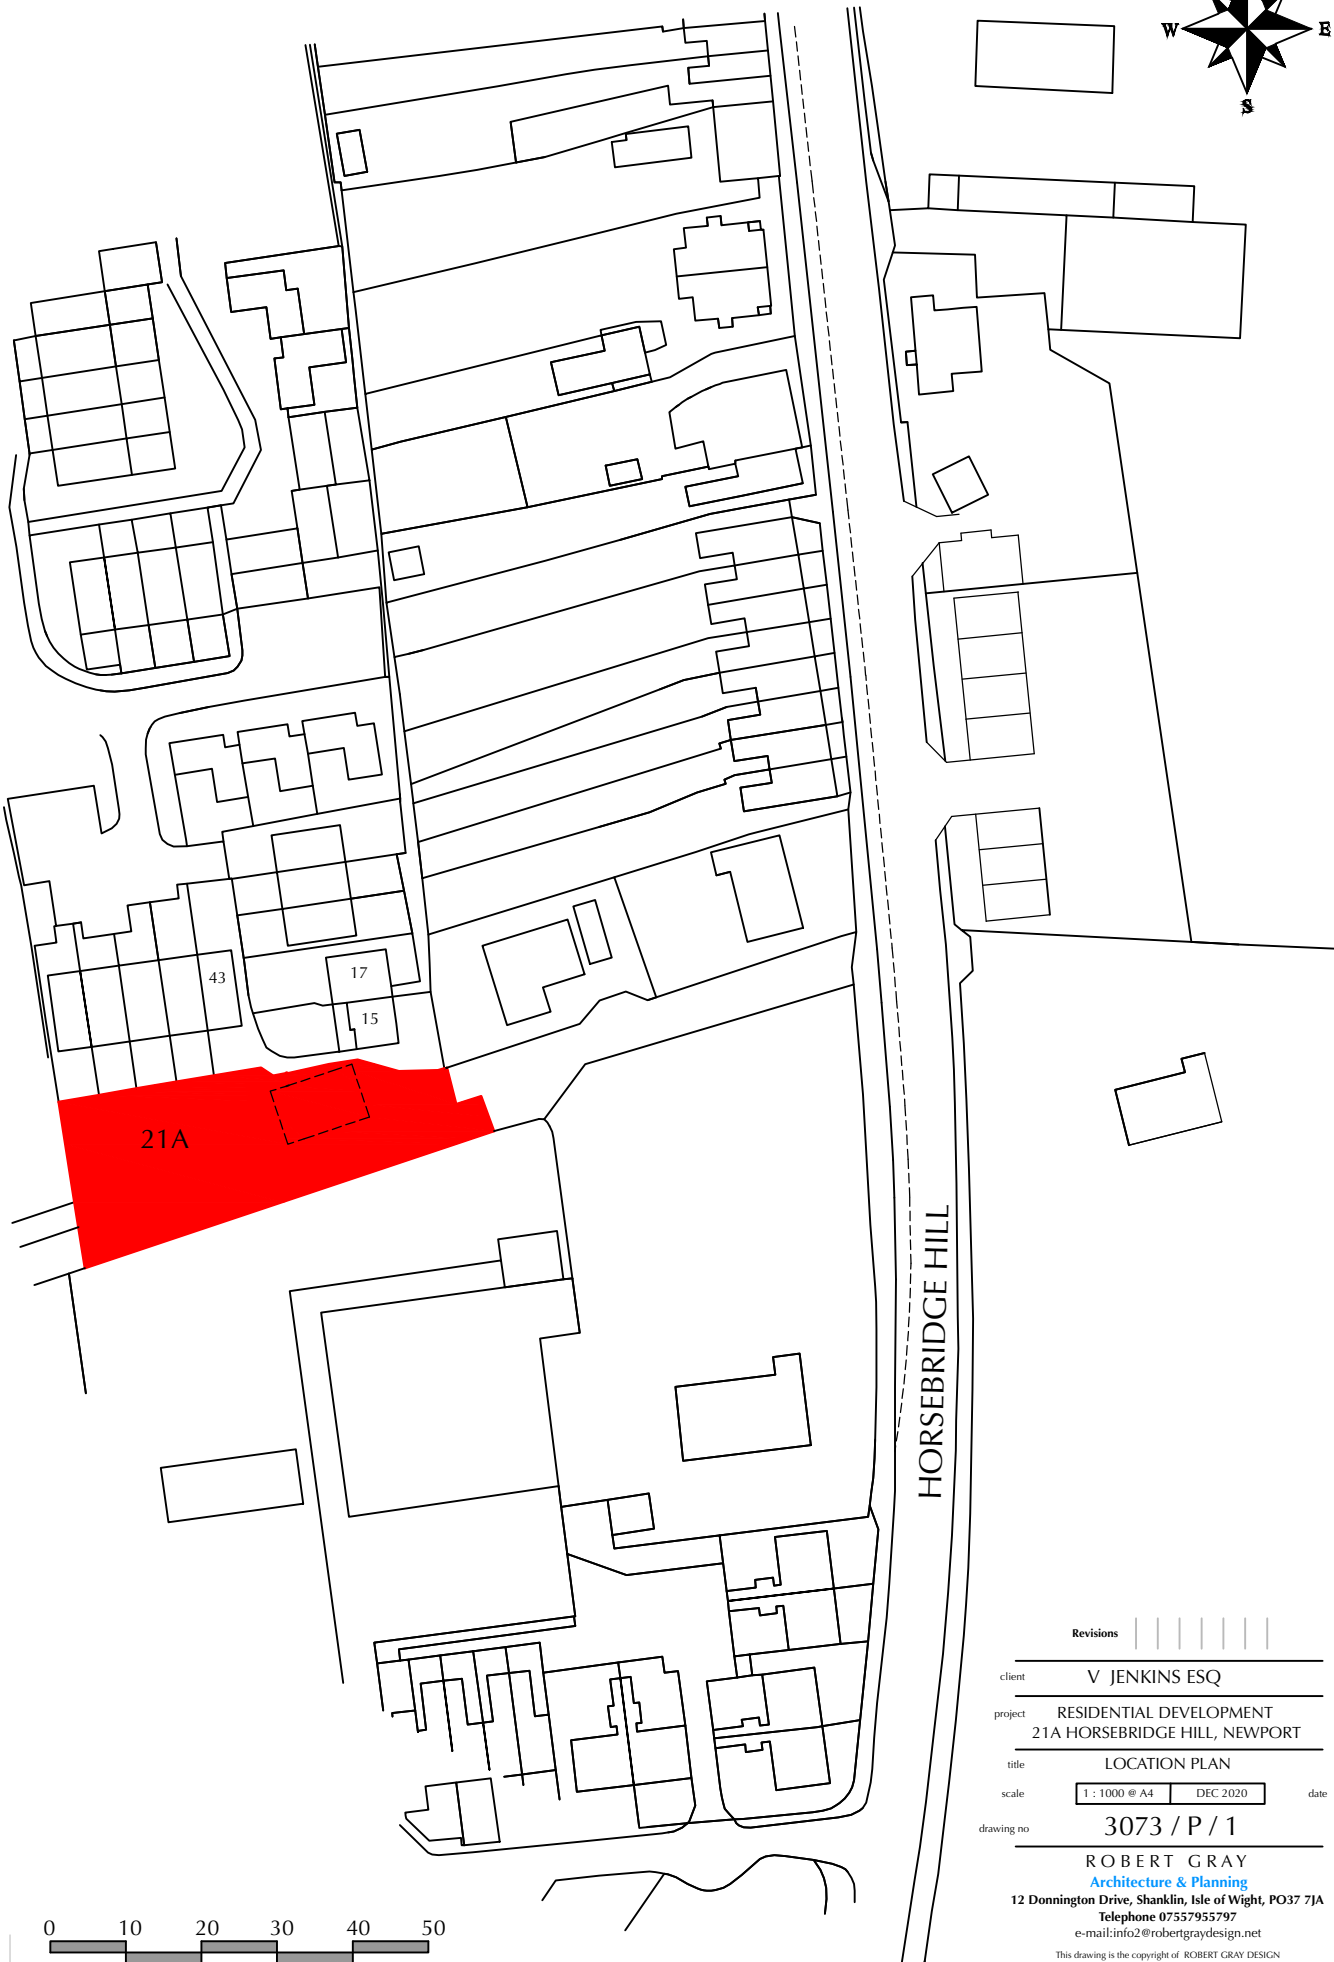 W E
S
43
17
15
21A
HORSEBRIDGE HILL
Revisions
client V JENKINS ESQ
project RESIDENTIAL DEVELOPMENT
21A HORSEBRIDGE HILL, NEWPORT
title LOCATION PLAN
scale 1 : 1000 @ A4 DEC 2020 date
drawing no 3073 / P / 1
ROBERT GRAY
Architecture & Planning
12 Donnington Drive, Shanklin, Isle of Wight, PO37 7JA
Telephone 07557955797
e-mail:info2@robertgraydesign.net
This drawing is the copyright of ROBERT GRAY DESIGN
0 10 20 30 40 50